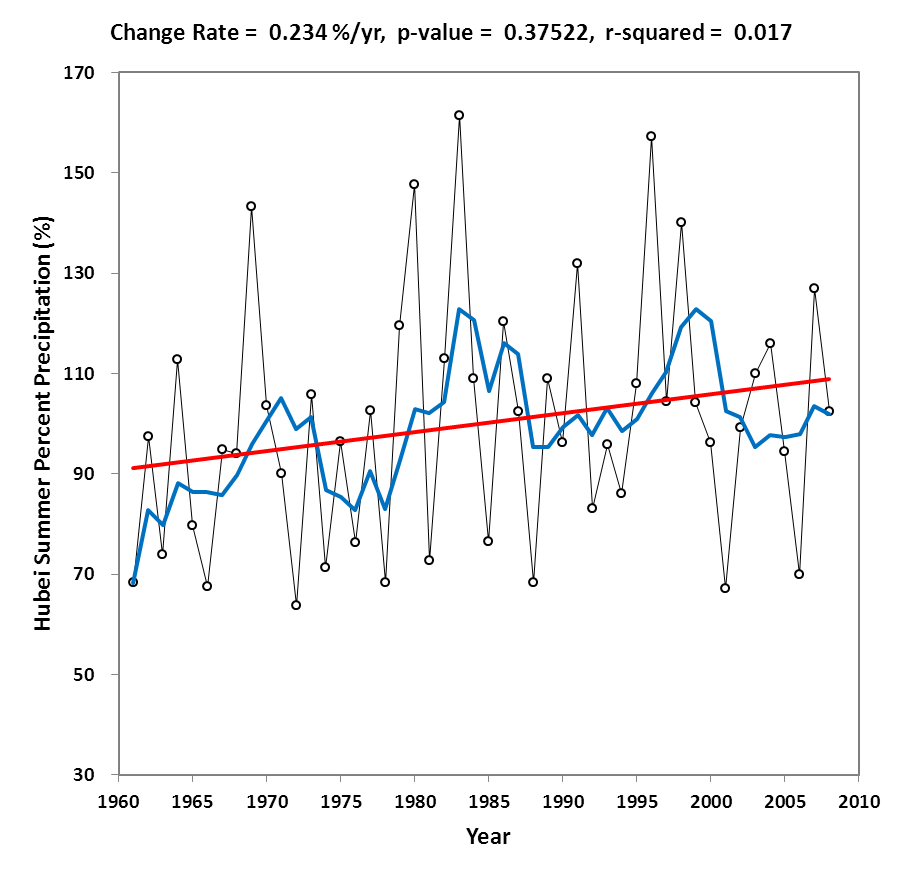 Change Rate = 0.234 %/yr, p-value = 0.37522, r-squared = 0.017
170
150
130
110
90
70
50
30
Hubei Summer Percent Precipitation (%)
1960 1965 1970 1975 1980 1985 1990 1995 2000 2005 2010
Year